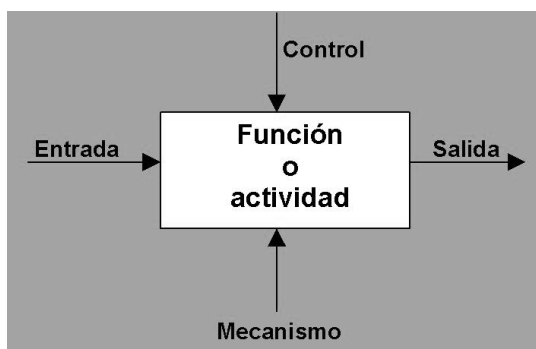 Control
Entrada
Función
o
actividad
Salida
Mecanismo